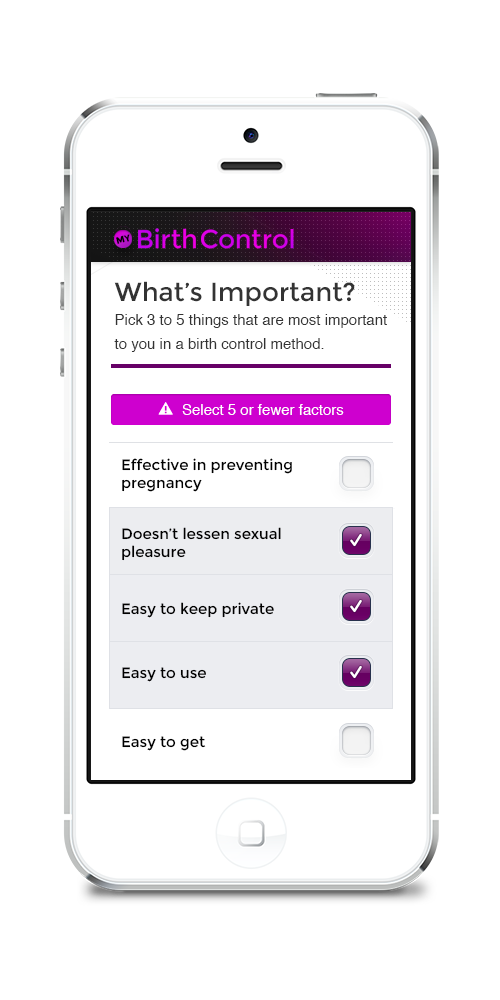 MY Birth Control
What's Important?
Pick 3 to 5 things that are most important
to you in a birth control method.
Select 5 or fewer factors
Effective in preventing
pregnancy
Doesn't lessen sexual
pleasure
Easy to keep private
Easy to use
Easy to get